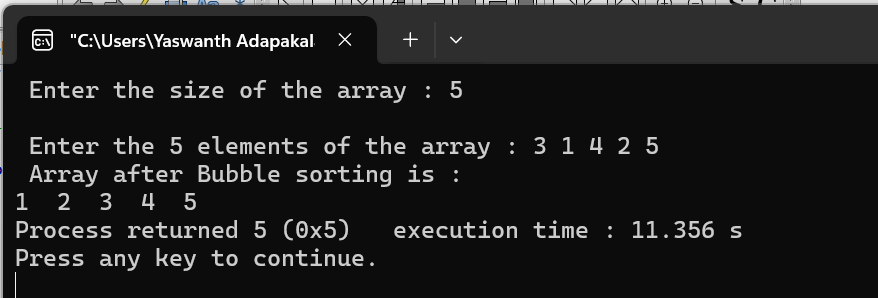 "C:\Users\Yaswanth Adapakal
Enter the size of the array : 5
Enter the 5 elements of the array : 3 1 4 2 5
Array after Bubble sorting is :
1  2  3  4  5
Process returned 5 (0x5)   execution time : 11.356 s
Press any key to continue.